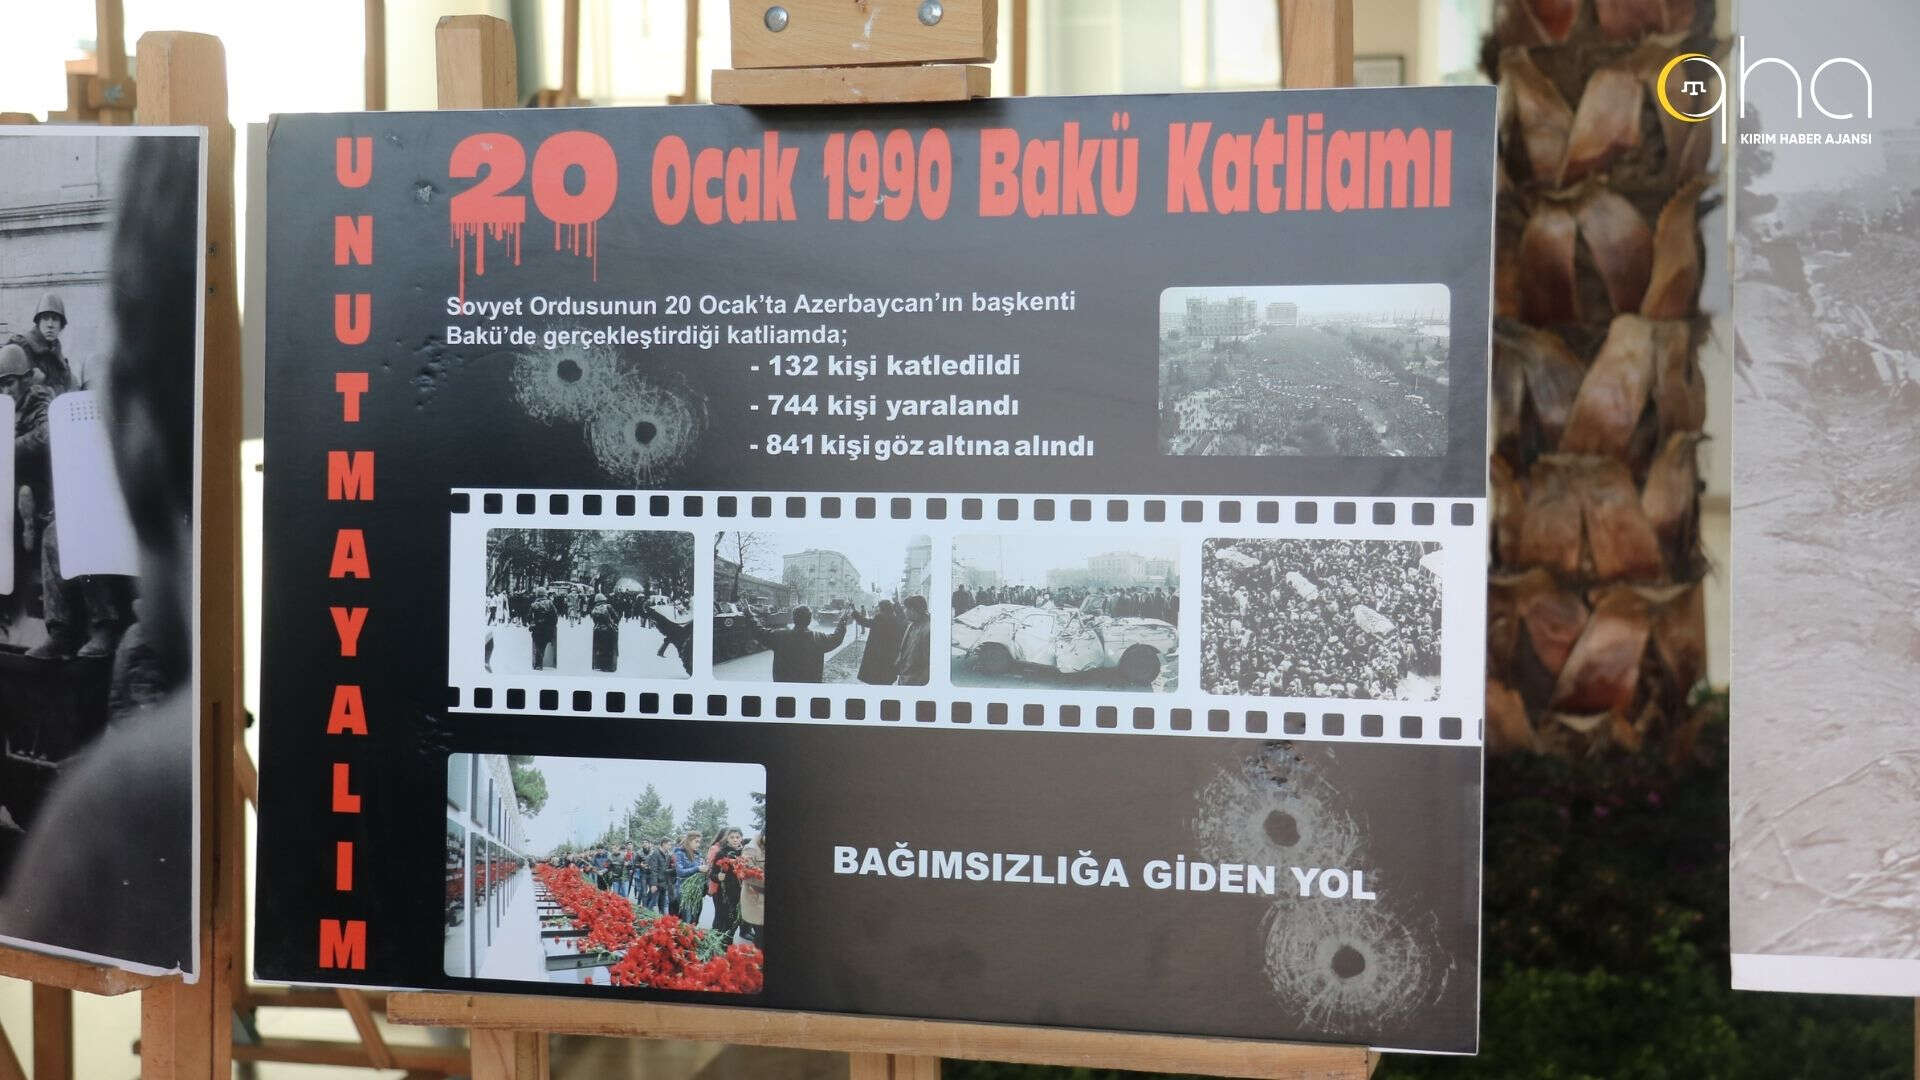 UNUTMAYALIM
20 Ocak 1990 Bakü Katliamı
Sovyet Ordusunun 20 Ocak'ta Azerbaycan'ın başkenti
Bakü'de gerçekleştirdiği katliamda;
- 132 kişi katledildi
- 744 kişi yaralandı
- 841 kişi göz altına alındı
BAĞIMSIZLIĞA GİDEN YOL
qha
KIRIM HABER AJANSI